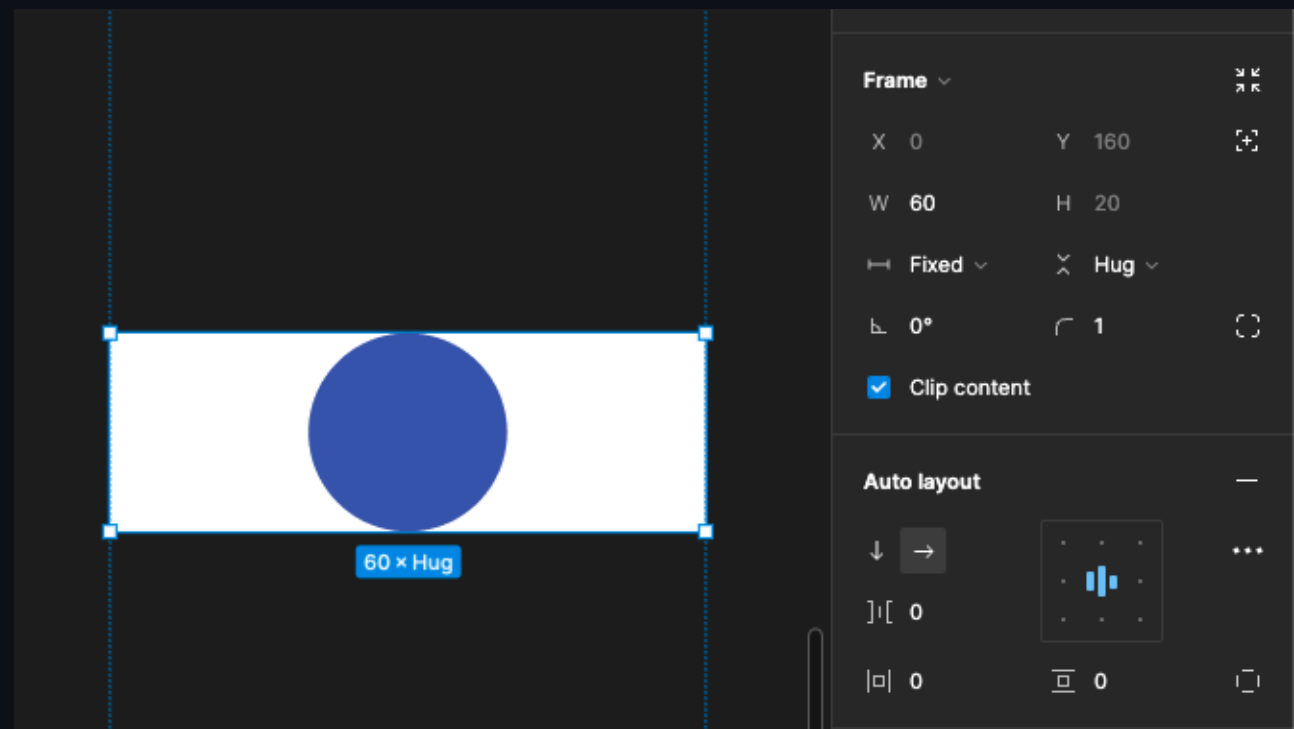 Frame
X 0 Y 160
W 60 H 20
Fixed Hug
0° 1
Clip content
Auto layout
60 × Hug
0
0 0